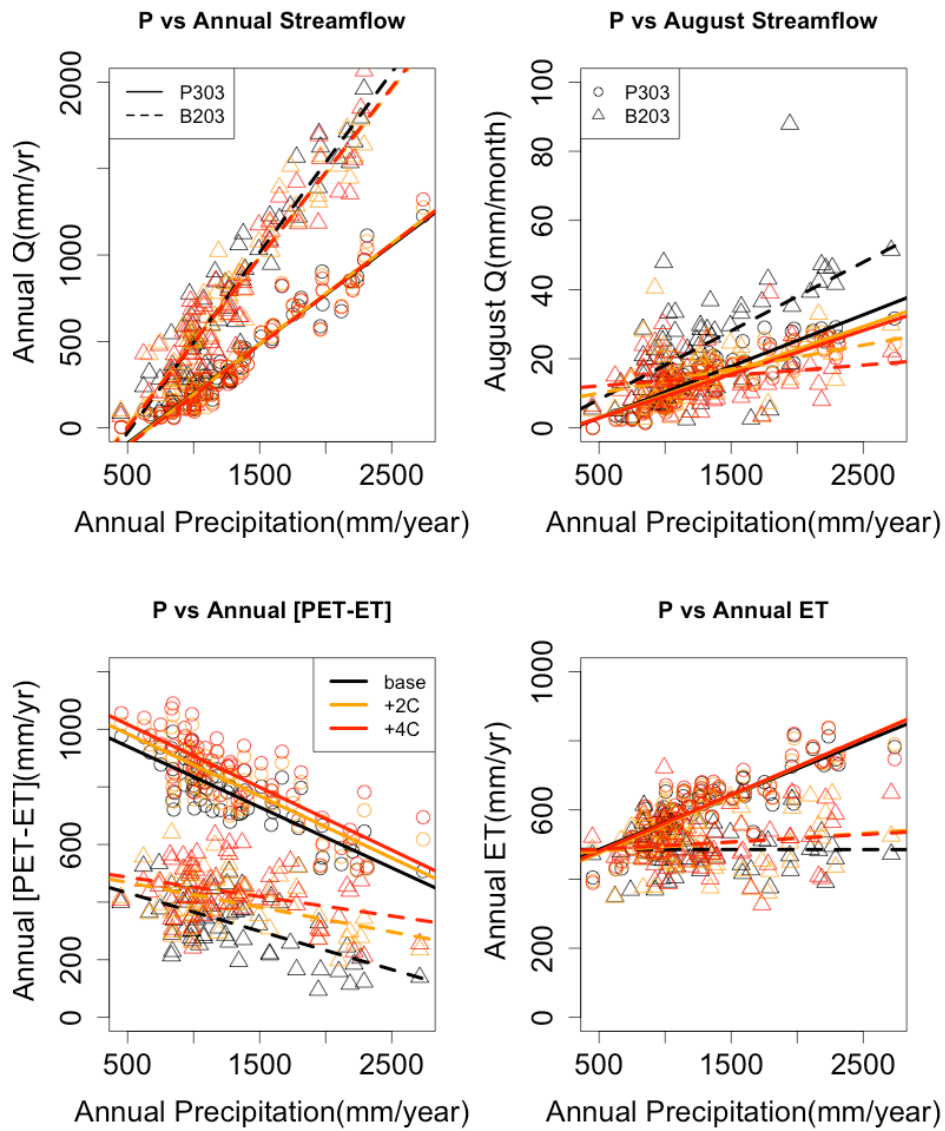 P vs Annual Streamflow
P303
B203
0
500
1000
2000
Annual Q(mm/yr)
500
1500
2500
Annual Precipitation(mm/year)
P vs August Streamflow
P303
B203
0
20
40
60
80
100
August Q(mm/month)
500
1500
2500
Annual Precipitation(mm/year)
P vs Annual [PET-ET]
base
+2C
+4C
0
200
600
1000
Annual [PET-ET](mm/yr)
500
1500
2500
Annual Precipitation(mm/year)
P vs Annual ET
0
200
600
1000
Annual ET(mm/yr)
500
1500
2500
Annual Precipitation(mm/year)